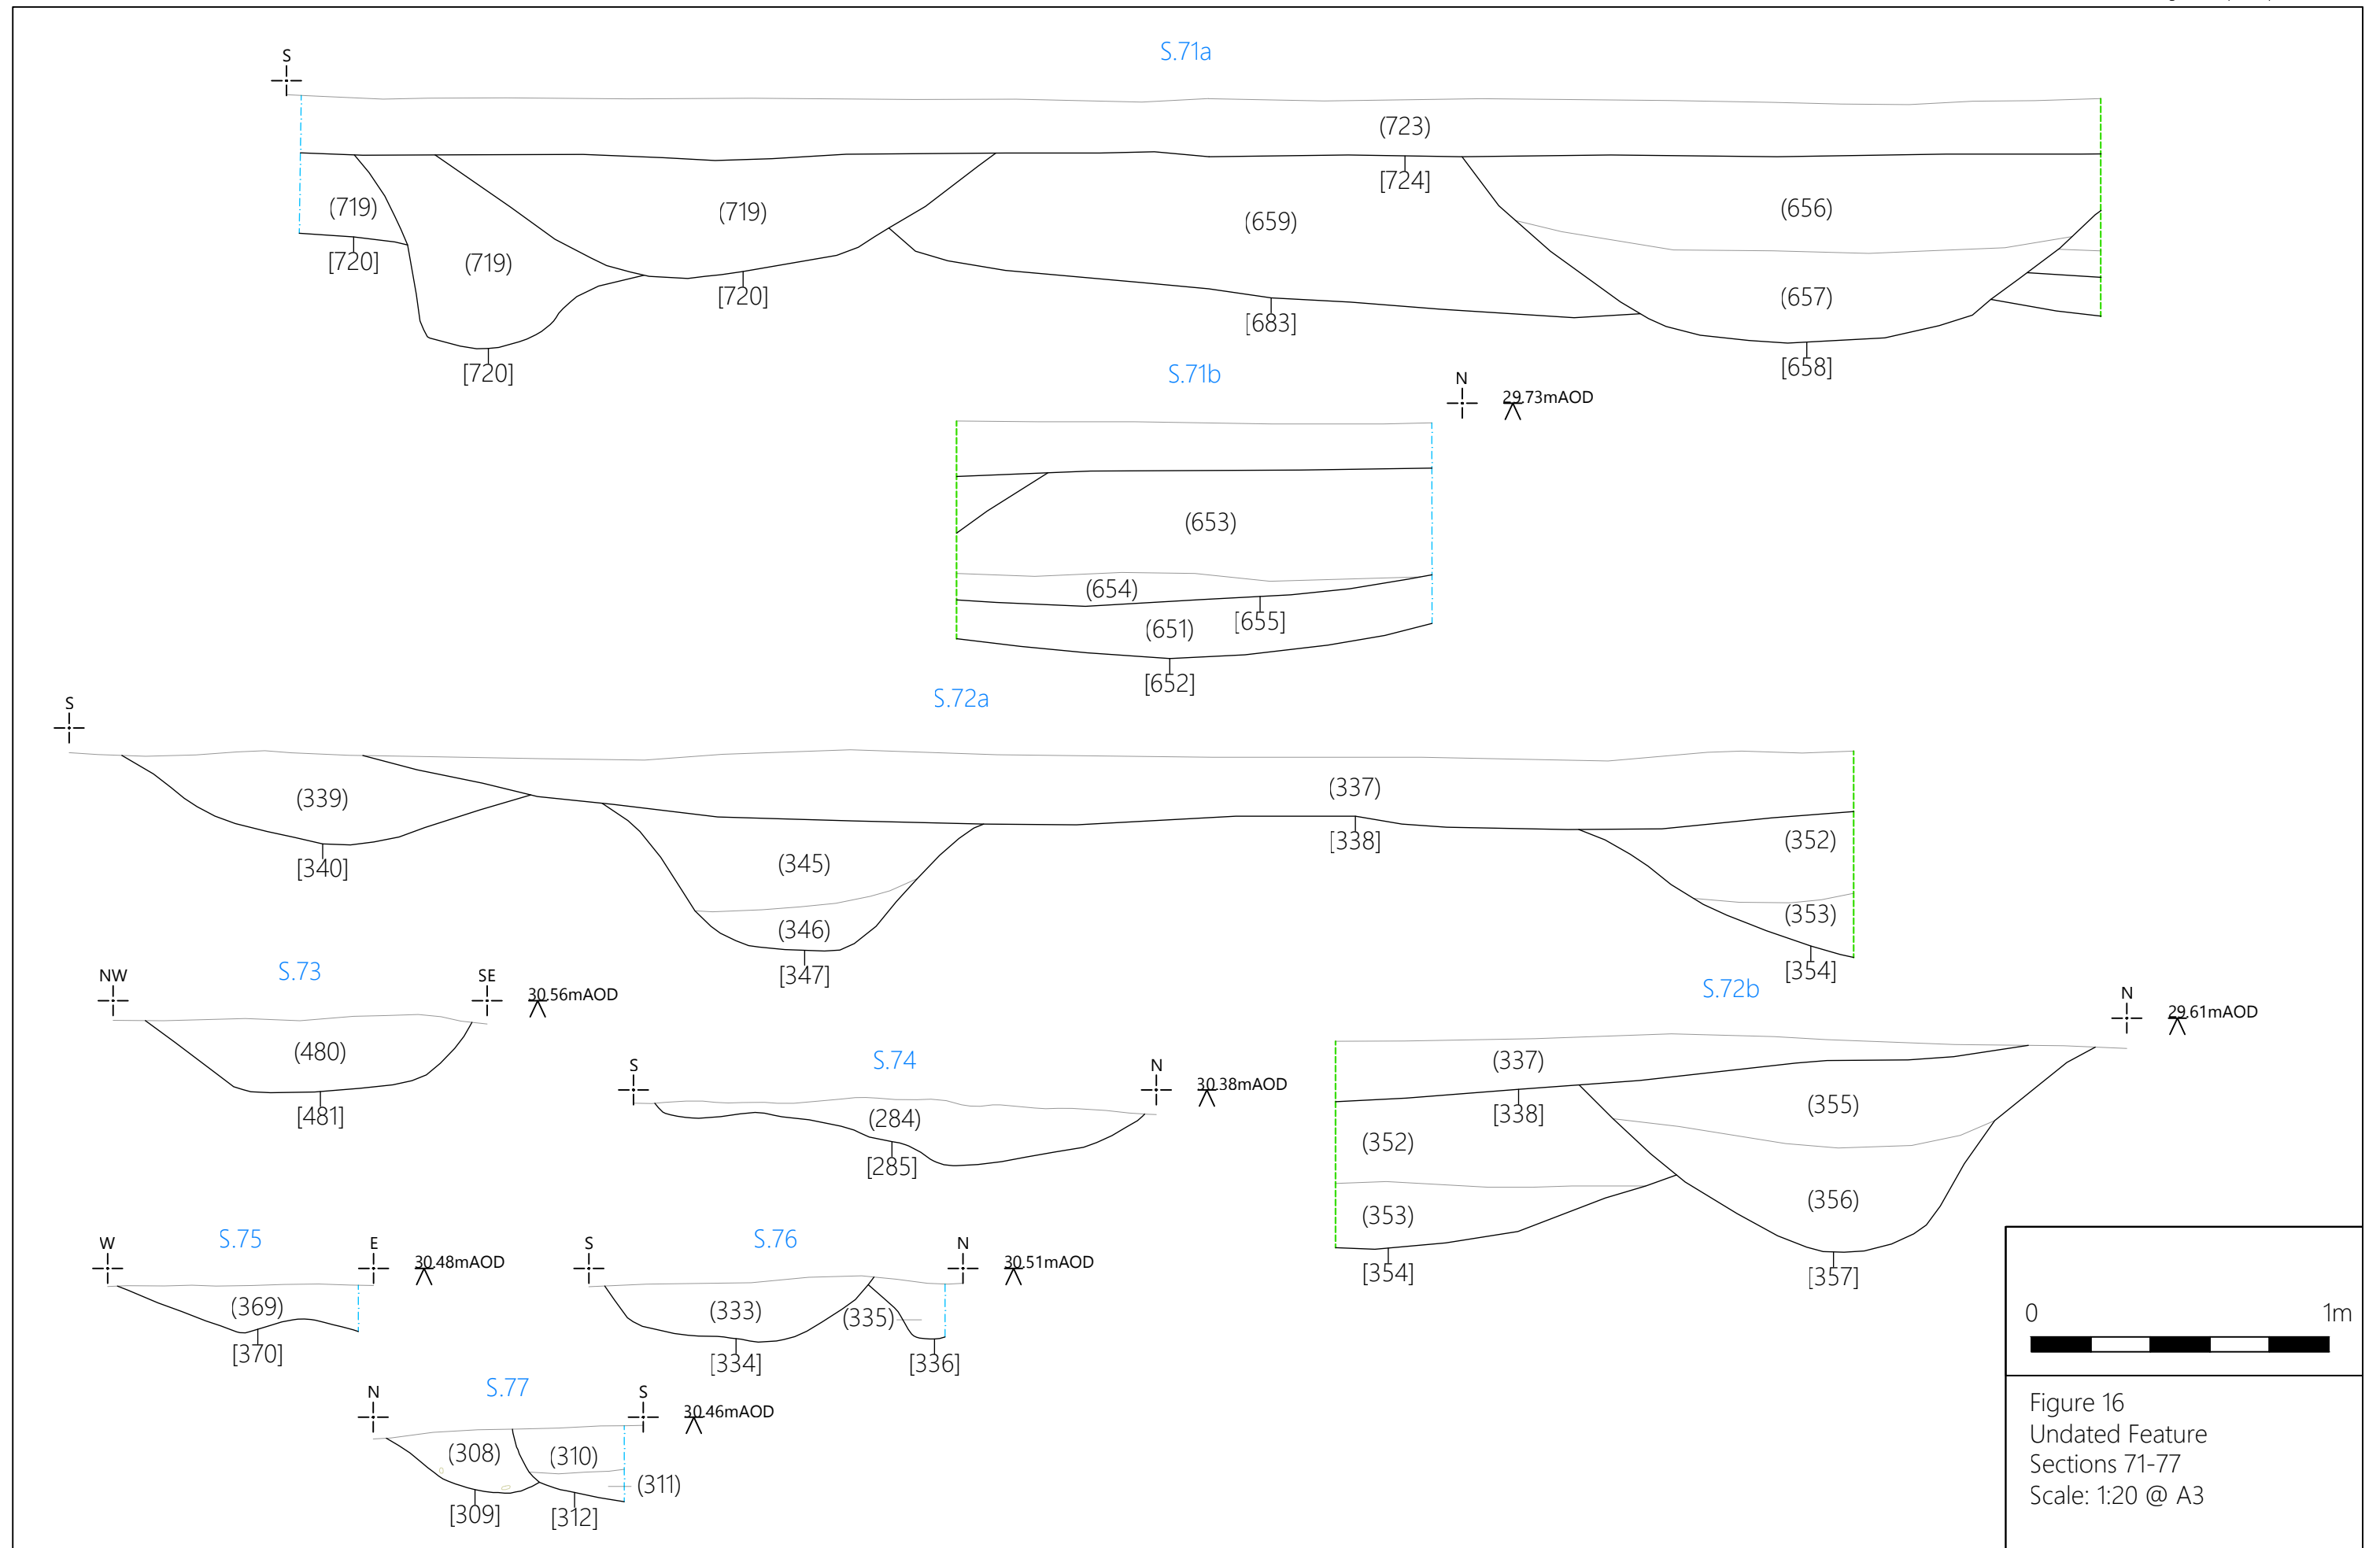 S.71a
S
(723)
[724]
(719)
(719)
(719)
(659)
(656)
(657)
[720]
[720]
[720]
[683]
[658]
S.71b
N
29.73mAOD
(653)
(654)
(651)
[655]
[652]
S.72a
S
(339)
(337)
[340]
[338]
(345)
(346)
[347]
(352)
(353)
[354]
S.73
NW
SE
30.56mAOD
(480)
[481]
S.74
S
N
30.38mAOD
(284)
[285]
S.72b
N
29.61mAOD
(337)
[338]
(355)
(352)
(356)
(353)
[354]
[357]
S.75
W
E
30.48mAOD
(369)
[370]
S.76
S
N
30.51mAOD
(333)
(335)
[334]
[336]
S.77
N
S
30.46mAOD
(308)
(310)
(311)
[309]
[312]
0 1m
Figure 16
Undated Feature
Sections 71-77
Scale: 1:20 @ A3